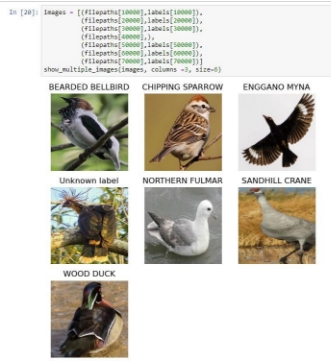 In [20]: images = [(filepaths[10000],labels[10000]),
(filepaths[20000],labels[20000]),
(filepaths[30000],labels[30000]),
(filepaths[40000],),
(filepaths[50000],labels[50000]),
(filepaths[60000],labels[60000]),
(filepaths[70000],labels[70000])]
show_multiple_images(images, columns =3, size=6)
BEARDED BELLBIRD CHIPPING SPARROW ENGGANO MYNA
Unknown label NORTHERN FULMAR SANDHILL CRANE
WOOD DUCK